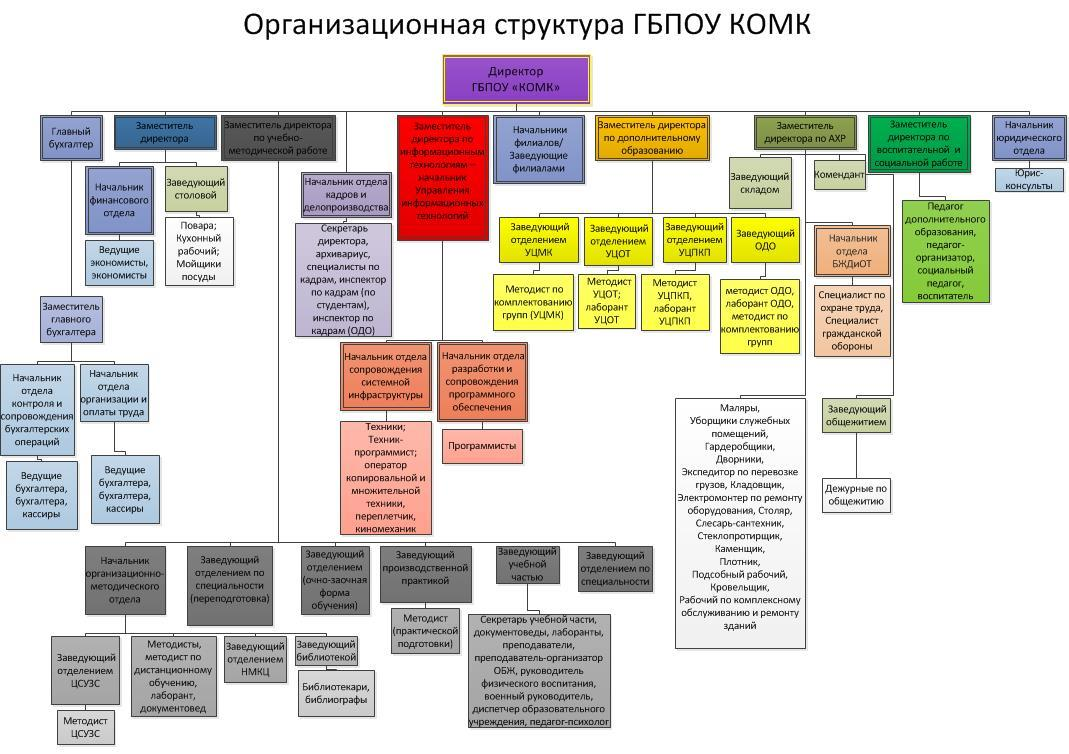 Организационная структура ГБПОУ КОМК
Директор
ГБПОУ «КОМК»
Главный
бухгалтер
Заместитель
директора
Заместитель директора
по учебно-
методической работе
Заместитель
директора по
информационным
технологиям –
начальник
Управления
информационных
технологий
Начальники
филиалов/
Заведующие
филиалами
Заместитель директора
по дополнительному
образованию
Заместитель
директора по АХР
Заместитель
директора по
воспитательной и
социальной работе
Начальник
юридического
отдела
Юрис-
консульты
Начальник
финансового
отдела
Ведущие
экономисты,
экономисты
Заведующий
столовой
Повара;
Кухонный
рабочий;
Мойщики
посуды
Начальник отдела
кадров и
делопроизводства
Секретарь
директора,
архивариус,
специалисты по
кадрам, инспектор
по кадрам (по
студентам),
инспектор по
кадрам (ОДО)
Заведующий
складом
Комендант
Заведующий
отделением
УЦМК
Заведующий
отделением
УЦОТ
Заведующий
отделением
УЦПКП
Заведующий
ОДО
Методист по
комплектованию
групп (УЦМК)
Методист
УЦОТ;
лаборант
УЦОТ
Методист
УЦПКП,
лаборант
УЦПКП
методист ОДО,
лаборант ОДО,
методист по
комплектованию
групп
Начальник
отдела
БЖДиОТ
Специалист по
охране труда,
Специалист
гражданской
обороны
Педагог
дополнительного
образования,
педагог-
организатор,
социальный
педагог,
воспитатель
Заместитель
главного
бухгалтера
Начальник
отдела
контроля и
сопровождения
бухгалтерских
операций
Начальник
отдела
организации и
оплаты труда
Ведущие
бухгалтера,
бухгалтера,
кассиры
Ведущие
бухгалтера,
бухгалтера,
кассиры
Начальник отдела
сопровождения
системной
инфраструктуры
Начальник отдела
разработки и
сопровождения
программного
обеспечения
Техники;
Техник-
программист;
оператор
копировальной и
множительной
техники,
переплетчик,
киномеханик
Программисты
Маляры,
Уборщики служебных
помещений,
Гардеробщики,
Дворники,
Экспедитор по перевозке
грузов, Кладовщик,
Электромонтер по ремонту
оборудования, Столяр,
Слесарь-сантехник,
Стеклопротирщик,
Каменщик,
Плотник,
Подсобный рабочий,
Кровельщик,
Рабочий по комплексному
обслуживанию и ремонту
зданий
Заведующий
общежитием
Дежурные по
общежитию
Начальник
организационно-
методического
отдела
Заведующий
отделением по
специальности
(переподготовка)
Заведующий
отделением
(очно-заочная
форма
обучения)
Заведующий
производственной
практикой
Заведующий
учебной
частью
Заведующий
отделением по
специальности
Методист
(практической
подготовки)
Секретарь учебной части,
документоведы, лаборанты,
преподаватели,
преподаватель-организатор
ОБЖ, руководитель
физического воспитания,
военный руководитель,
диспетчер образовательного
учреждения, педагог-психолог
Заведующий
отделением
ЦСУЗС
Методисты,
методист по
дистанционному
обучению,
лаборант,
документовед
Заведующий
отделением
НМКЦ
Заведующий
библиотекой
Библиотекари,
библиографы
Методист
ЦСУЗС